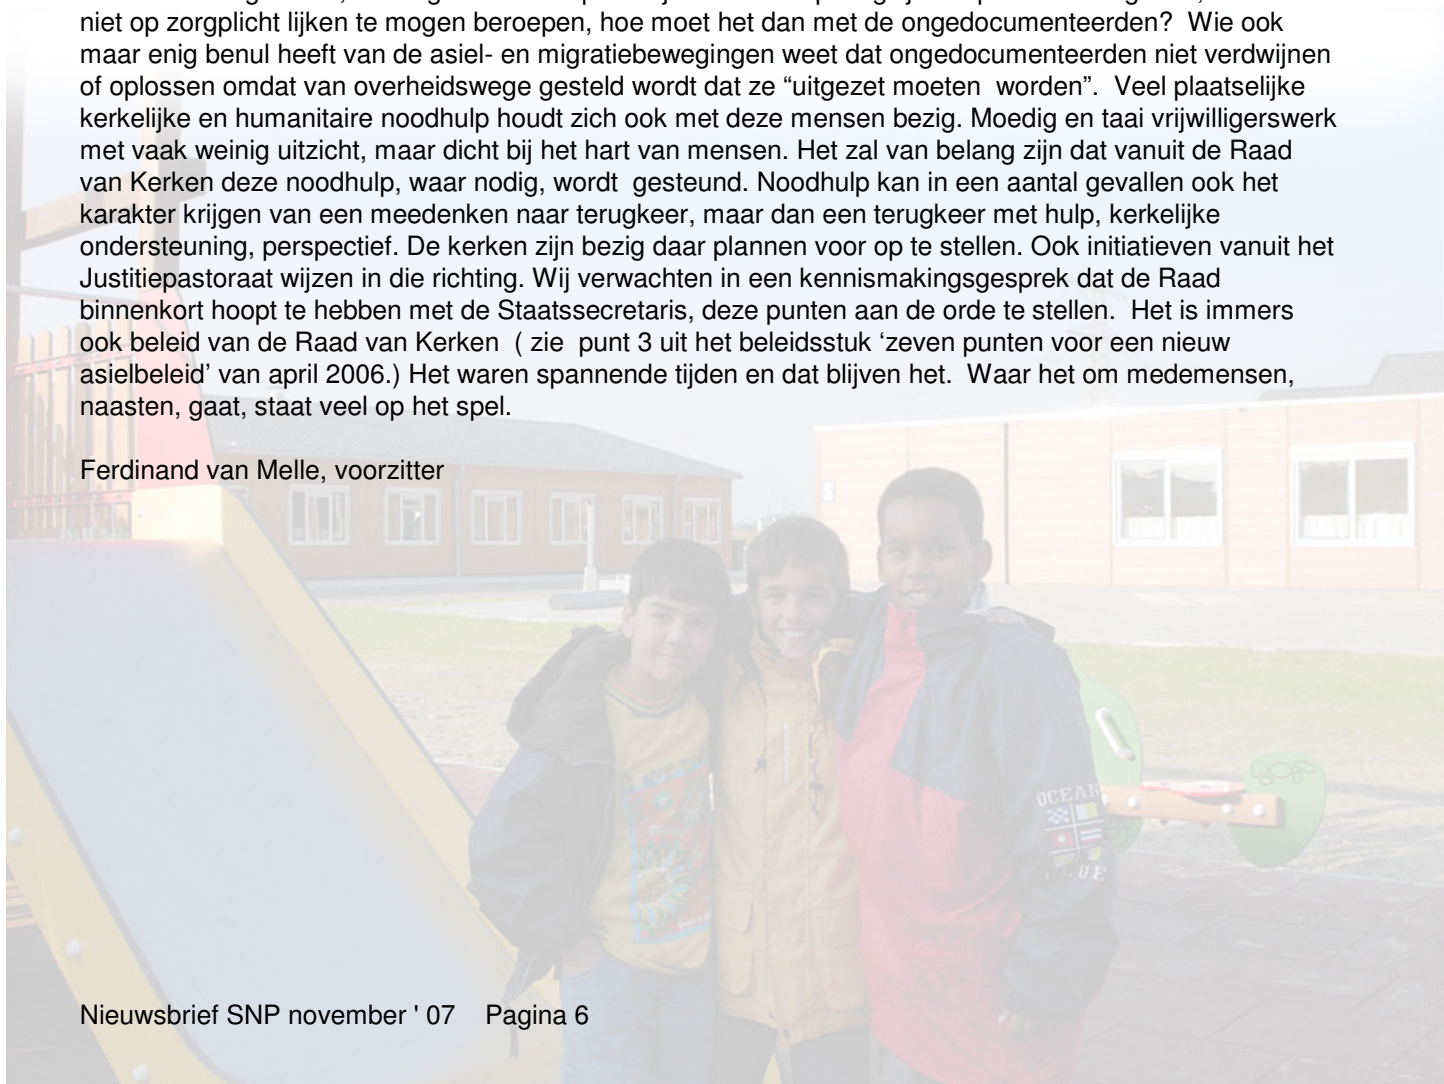 niet op zorgplicht lijken te mogen beroepen, hoe moet het dan met de ongedocumenteerden?  Wie ook
maar enig benul heeft van de asiel- en migratiebewegingen weet dat ongedocumenteerden niet verdwijnen
of oplossen omdat van overheidswege gesteld wordt dat ze “uitgezet moeten  worden”.  Veel plaatselijke
kerkelijke en humanitaire noodhulp houdt zich ook met deze mensen bezig. Moedig en taai vrijwilligerswerk
met vaak weinig uitzicht, maar dicht bij het hart van mensen. Het zal van belang zijn dat vanuit de Raad
van Kerken deze noodhulp, waar nodig, wordt  gesteund. Noodhulp kan in een aantal gevallen ook het
karakter krijgen van een meedenken naar terugkeer, maar dan een terugkeer met hulp, kerkelijke
ondersteuning, perspectief. De kerken zijn bezig daar plannen voor op te stellen. Ook initiatieven vanuit het
Justitiepastoraat wijzen in die richting. Wij verwachten in een kennismakingsgesprek dat de Raad
binnenkort hoopt te hebben met de Staatssecretaris, deze punten aan de orde te stellen.  Het is immers
ook beleid van de Raad van Kerken  ( zie  punt 3 uit het beleidsstuk ‘zeven punten voor een nieuw
asielbeleid’ van april 2006.) Het waren spannende tijden en dat blijven het.  Waar het om medemensen,
naasten, gaat, staat veel op het spel.
Ferdinand van Melle, voorzitter
S
OCEAN
Nieuwsbrief SNP november ' 07    Pagina 6